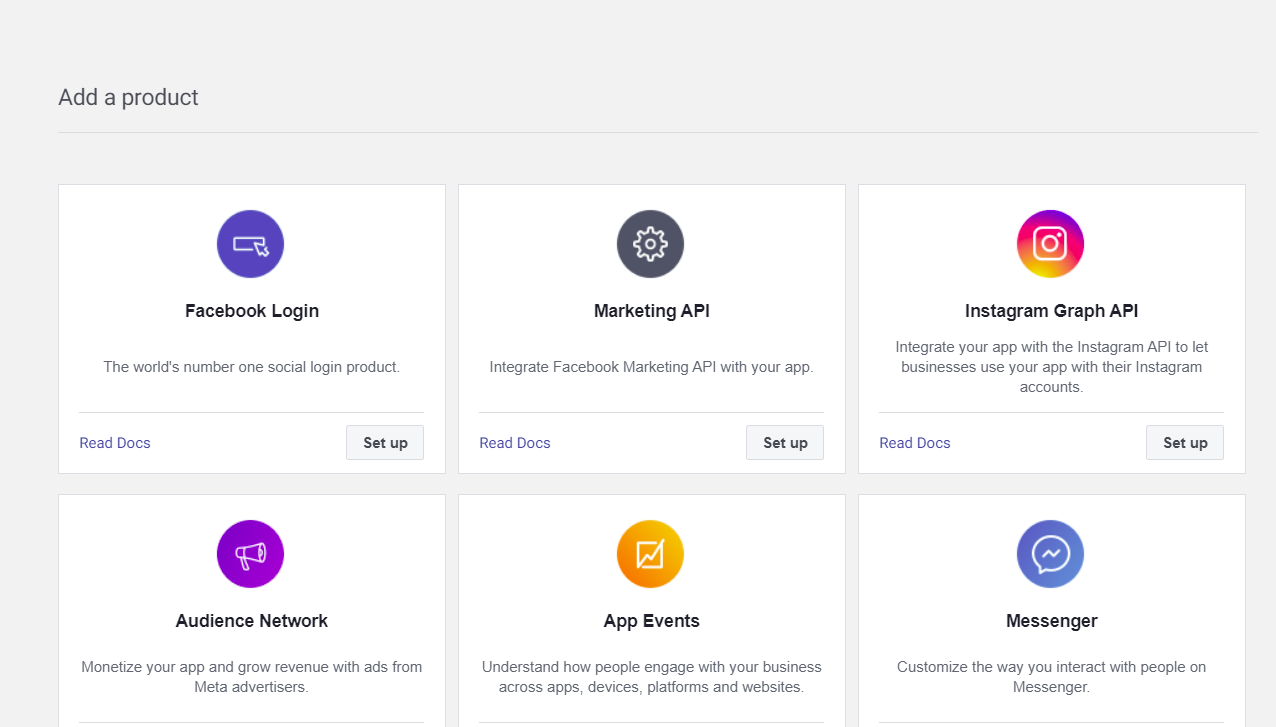 Add a product
Facebook Login
The world's number one social login product.
Read Docs
Set up
Marketing API
Integrate Facebook Marketing API with your app.
Read Docs
Set up
Instagram Graph API
Integrate your app with the Instagram API to let
businesses use your app with their Instagram
accounts.
Read Docs
Set up
Audience Network
Monetize your app and grow revenue with ads from
Meta advertisers.
App Events
Understand how people engage with your business
across apps, devices, platforms and websites.
Messenger
Customize the way you interact with people on
Messenger.